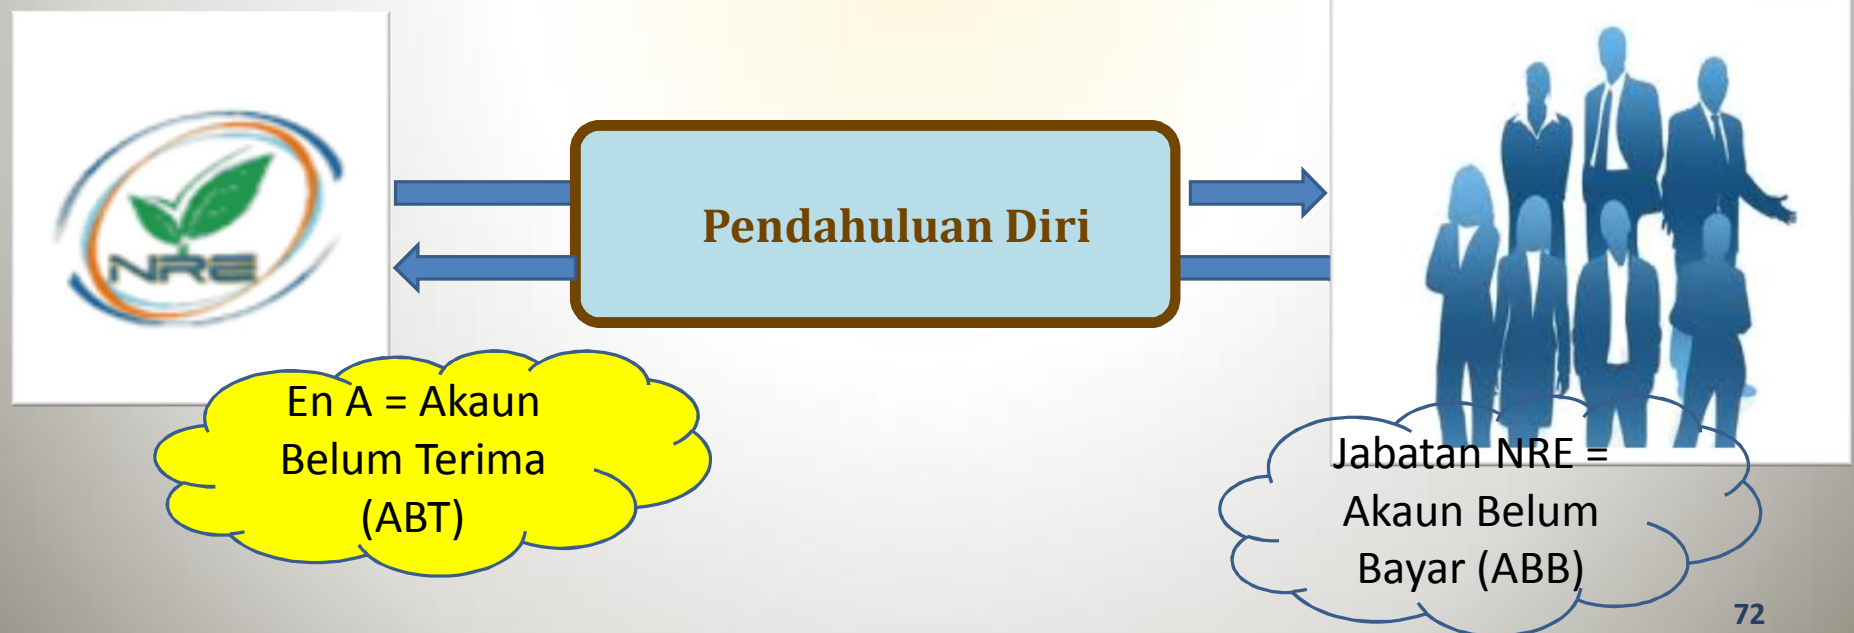 NRE
Pendahuluan Diri
En A = Akaun
Belum Terima
(ABT)
Jabatan NRE =
Akaun Belum
Bayar (ABB)
72